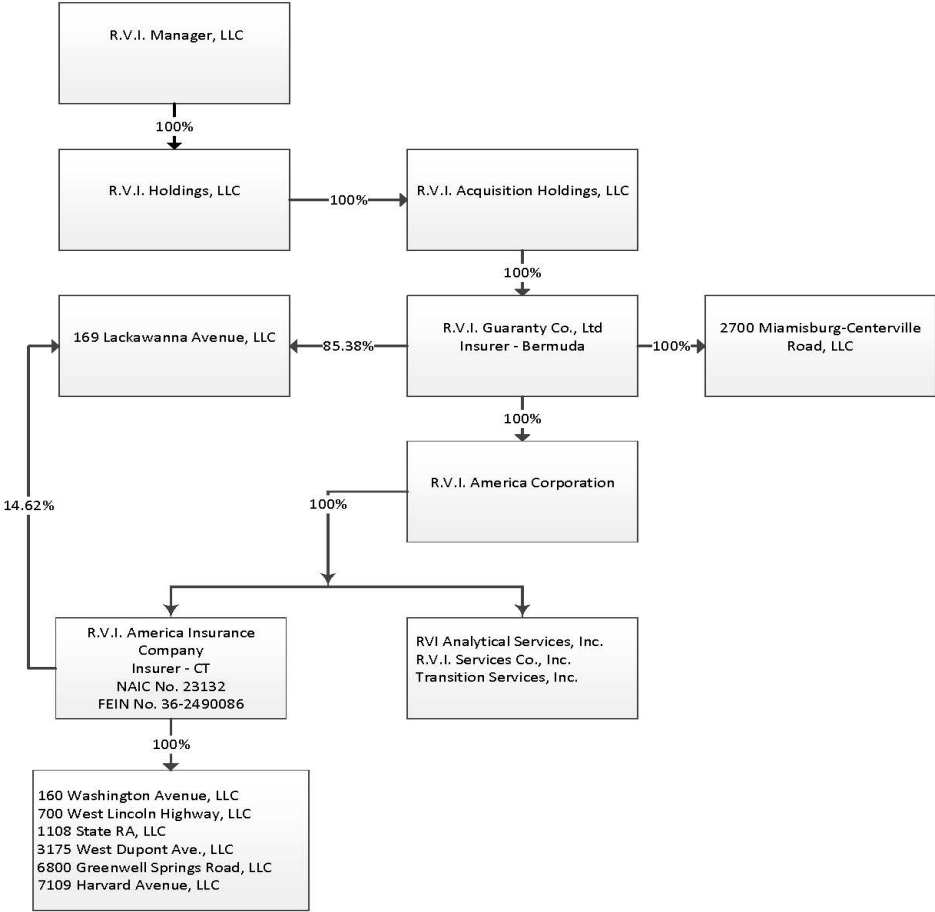 R.V.I. Manager, LLC
100%
R.V.I. Holdings, LLC
100%
R.V.I. Acquisition Holdings, LLC
100%
169 Lackawanna Avenue, LLC
85.38%
R.V.I. Guaranty Co., Ltd
Insurer - Bermuda
100%
2700 Miamisburg-Centerville
Road, LLC
100%
R.V.I. America Corporation
14.62%
100%
R.V.I. America Insurance
Company
Insurer - CT
NAIC No. 23132
FEIN No. 36-2490086
RVI Analytical Services, Inc.
R.V.I. Services Co., Inc.
Transition Services, Inc.
100%
160 Washington Avenue, LLC
700 West Lincoln Highway, LLC
1108 State RA, LLC
3175 West Dupont Ave., LLC
6800 Greenwell Springs Road, LLC
7109 Harvard Avenue, LLC